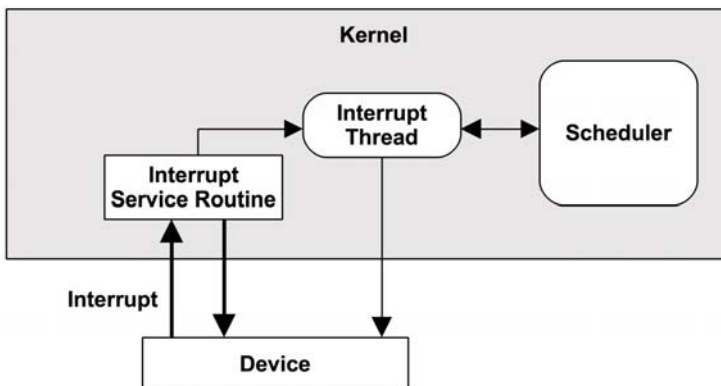 Kernel
Interrupt
Thread
Scheduler
Interrupt
Service Routine
Interrupt
Device